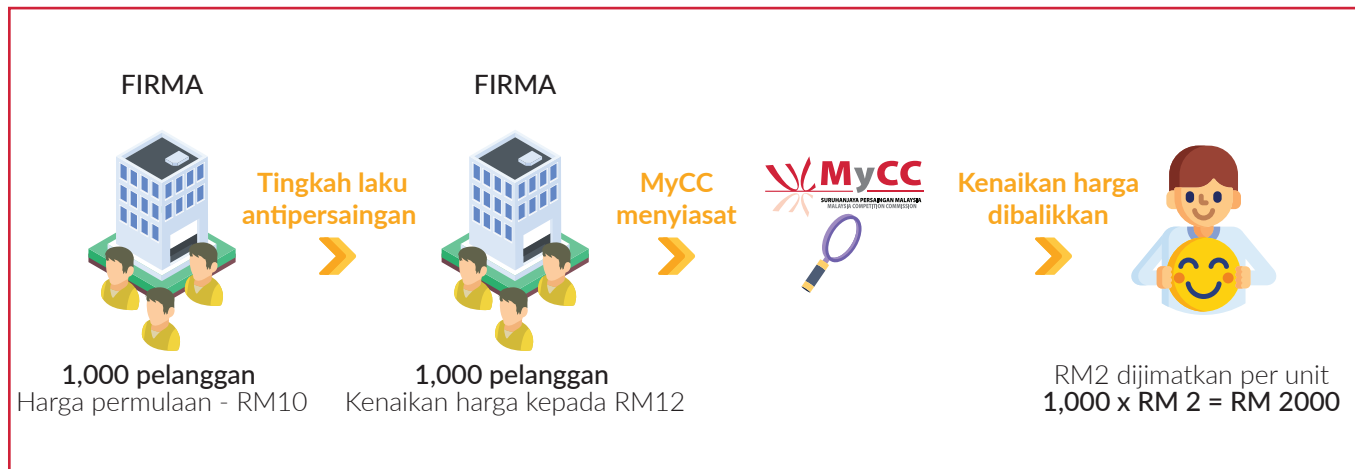 FIRMA
FIRMA
Tingkah laku
antipersaingan
MyCC
menyiasat
MyCC
SURUHANJAYA PERSAINGAN MALAYSIA
MALAYSIA COMPETITION COMMISSION
Kenaikan harga
dibalikkan
1,000 pelanggan
Harga permulaan - RM10
1,000 pelanggan
Kenaikan harga kepada RM12
RM2 dijimatkan per unit
1,000 x RM 2 = RM 2000